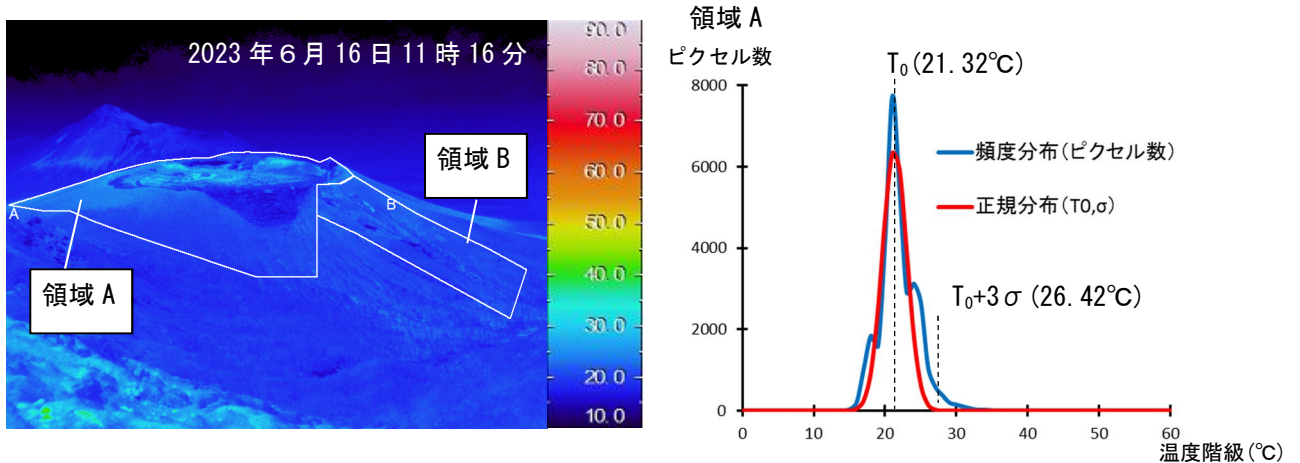 2023年6月16日11時16分
90.0
80.0
70.0
60.0
50.0
40.0
30.0
20.0
10.0
領域B
B
A
領域A
領域A
ピクセル数
T₀(21.32℃)
8000
6000
4000
2000
0
頻度分布(ピクセル数)
正規分布(T0,σ)
T₀+3σ(26.42℃)
0 10 20 30 40 50 60
温度階級(℃)